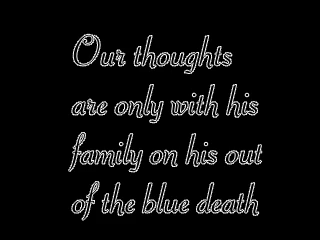 Our thoughts
are only with his
family on his out
of the blue death